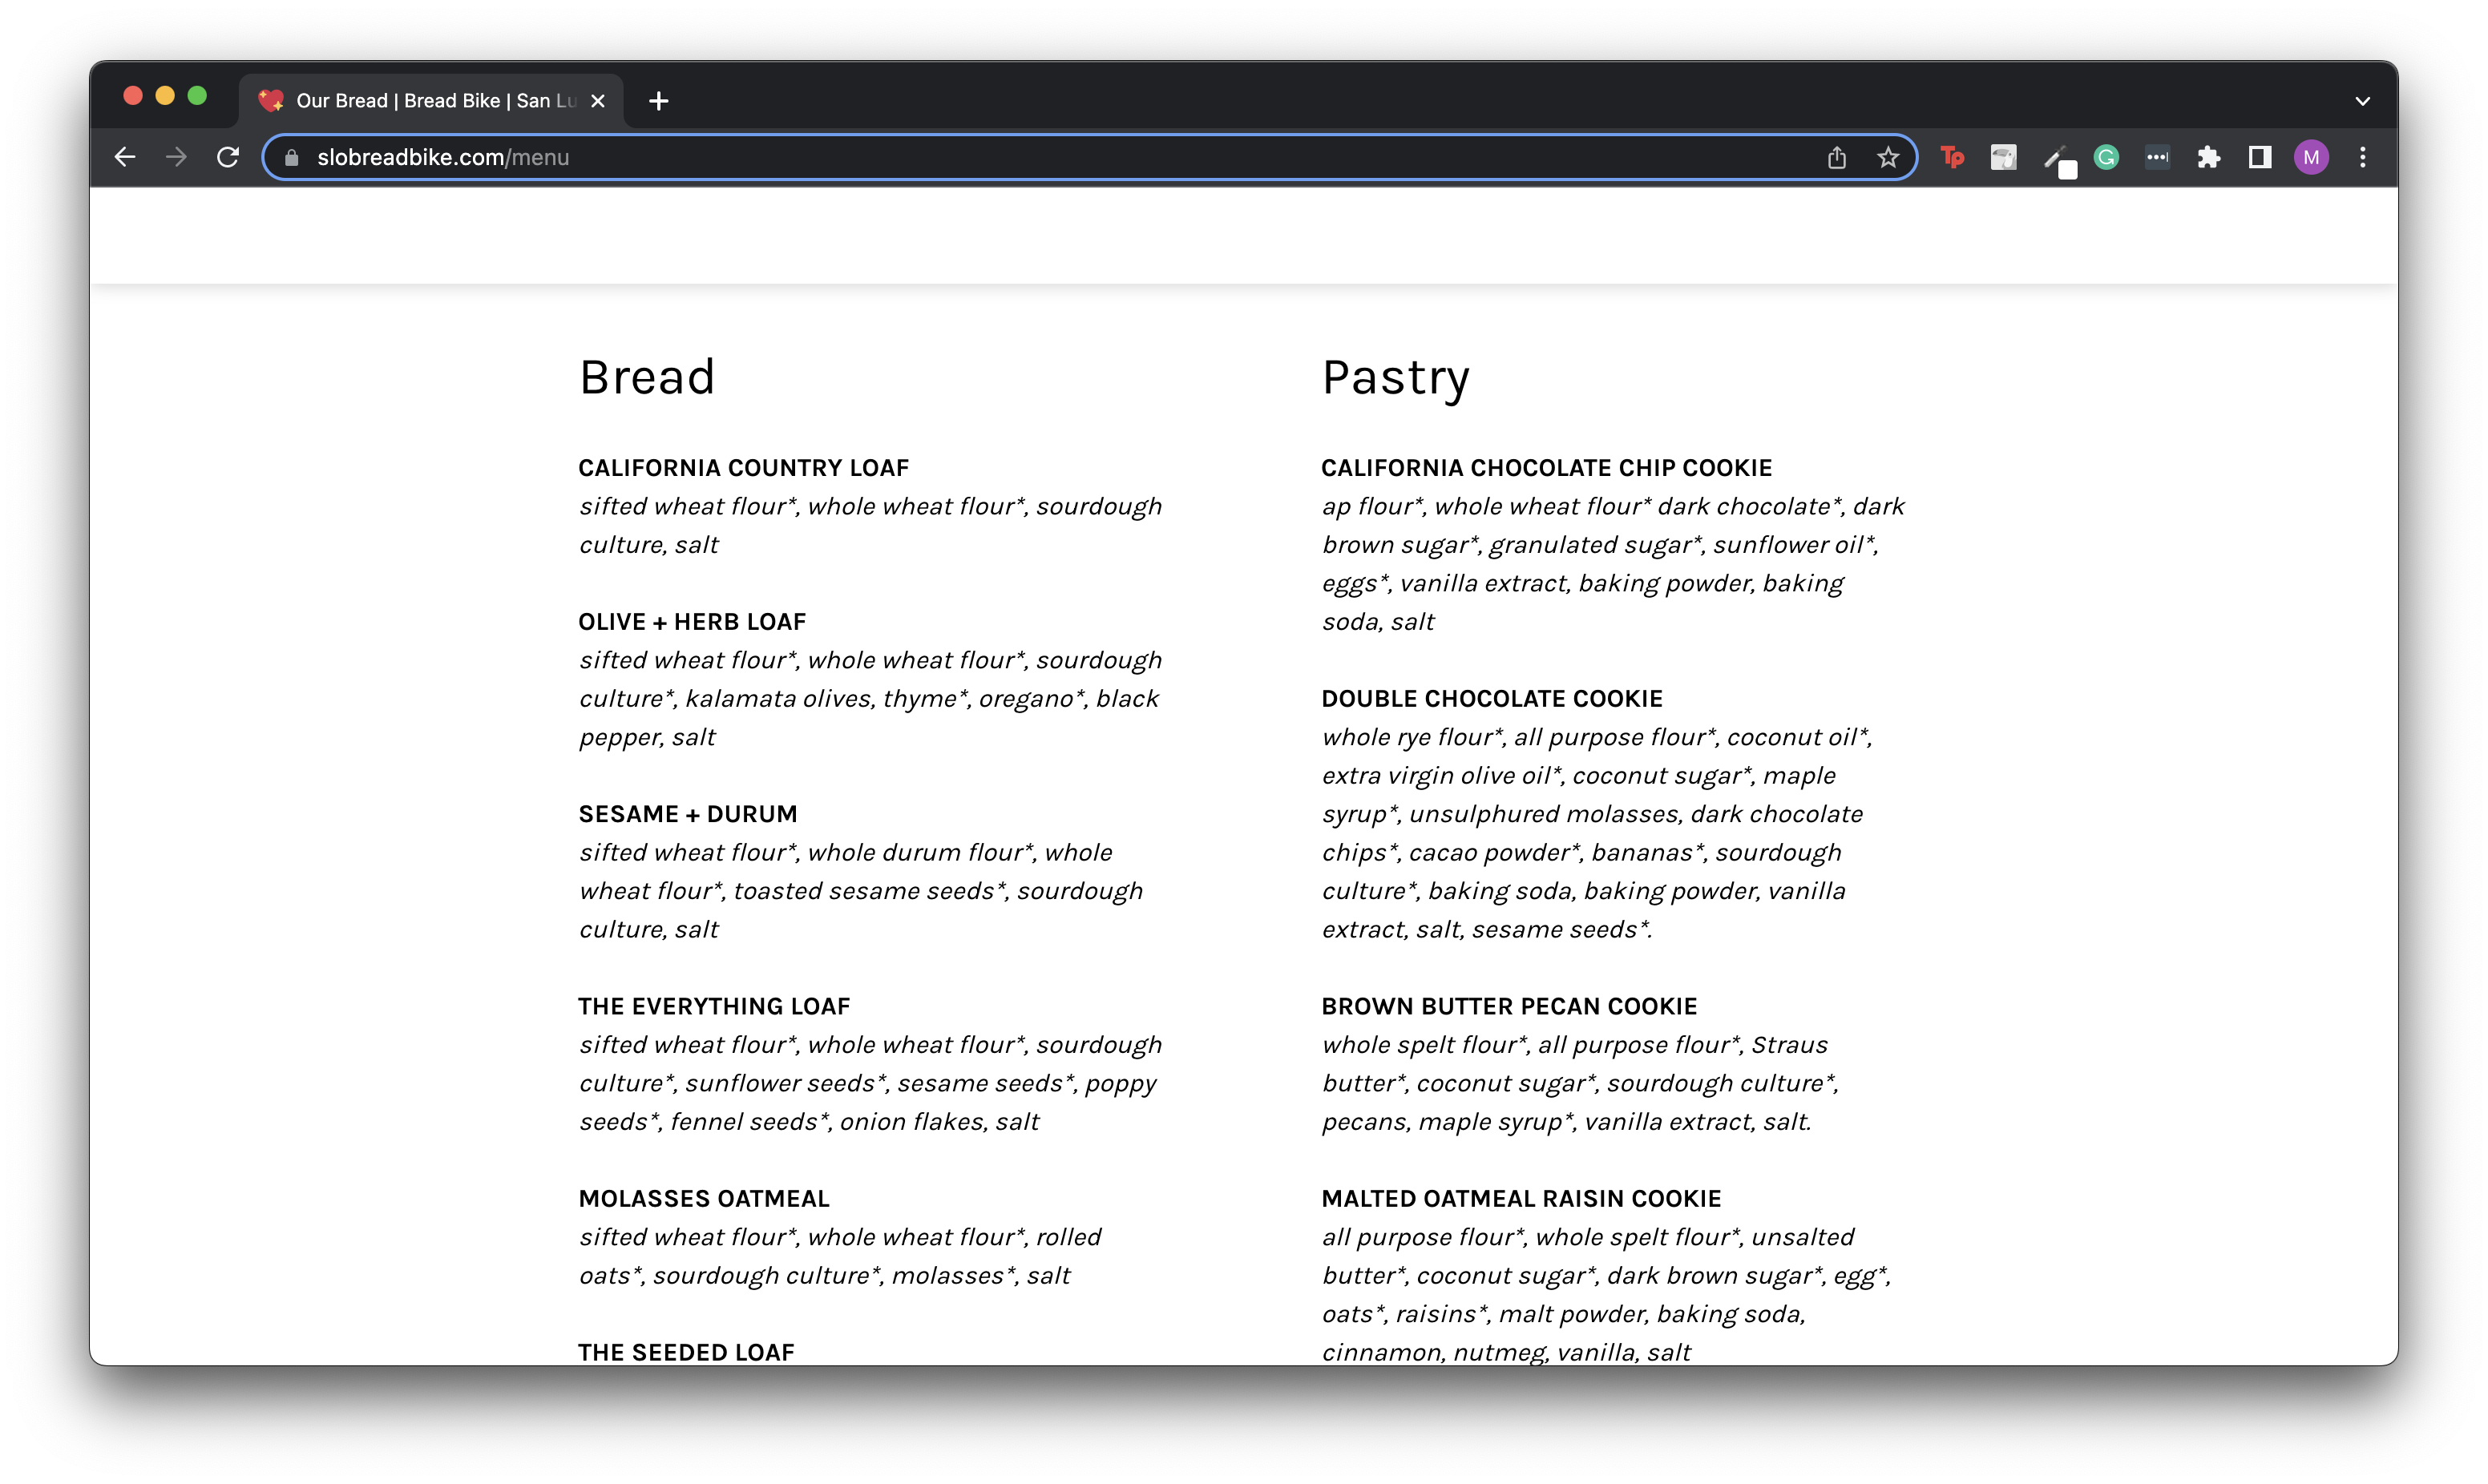 Our Bread | Bread Bike | San Lu
slobreadbike.com/menu
Tp
G
M
Bread
CALIFORNIA COUNTRY LOAF
sifted wheat flour*, whole wheat flour*, sourdough
culture, salt
OLIVE + HERB LOAF
sifted wheat flour*, whole wheat flour*, sourdough
culture*, kalamata olives, thyme*, oregano*, black
pepper, salt
SESAME + DURUM
sifted wheat flour*, whole durum flour*, whole
wheat flour*, toasted sesame seeds*, sourdough
culture, salt
THE EVERYTHING LOAF
sifted wheat flour*, whole wheat flour*, sourdough
culture*, sunflower seeds*, sesame seeds*, poppy
seeds*, fennel seeds*, onion flakes, salt
MOLASSES OATMEAL
sifted wheat flour*, whole wheat flour*, rolled
oats*, sourdough culture*, molasses*, salt
THE SEEDED LOAF
Pastry
CALIFORNIA CHOCOLATE CHIP COOKIE
ap flour*, whole wheat flour* dark chocolate*, dark
brown sugar*, granulated sugar*, sunflower oil*,
eggs*, vanilla extract, baking powder, baking
soda, salt
DOUBLE CHOCOLATE COOKIE
whole rye flour*, all purpose flour*, coconut oil*,
extra virgin olive oil*, coconut sugar*, maple
syrup*, unsulphured molasses, dark chocolate
chips*, cacao powder*, bananas*, sourdough
culture*, baking soda, baking powder, vanilla
extract, salt, sesame seeds*.
BROWN BUTTER PECAN COOKIE
whole spelt flour*, all purpose flour*, Straus
butter*, coconut sugar*, sourdough culture*,
pecans, maple syrup*, vanilla extract, salt.
MALTED OATMEAL RAISIN COOKIE
all purpose flour*, whole spelt flour*, unsalted
butter*, coconut sugar*, dark brown sugar*, egg*,
oats*, raisins*, malt powder, baking soda,
cinnamon, nutmeg, vanilla, salt